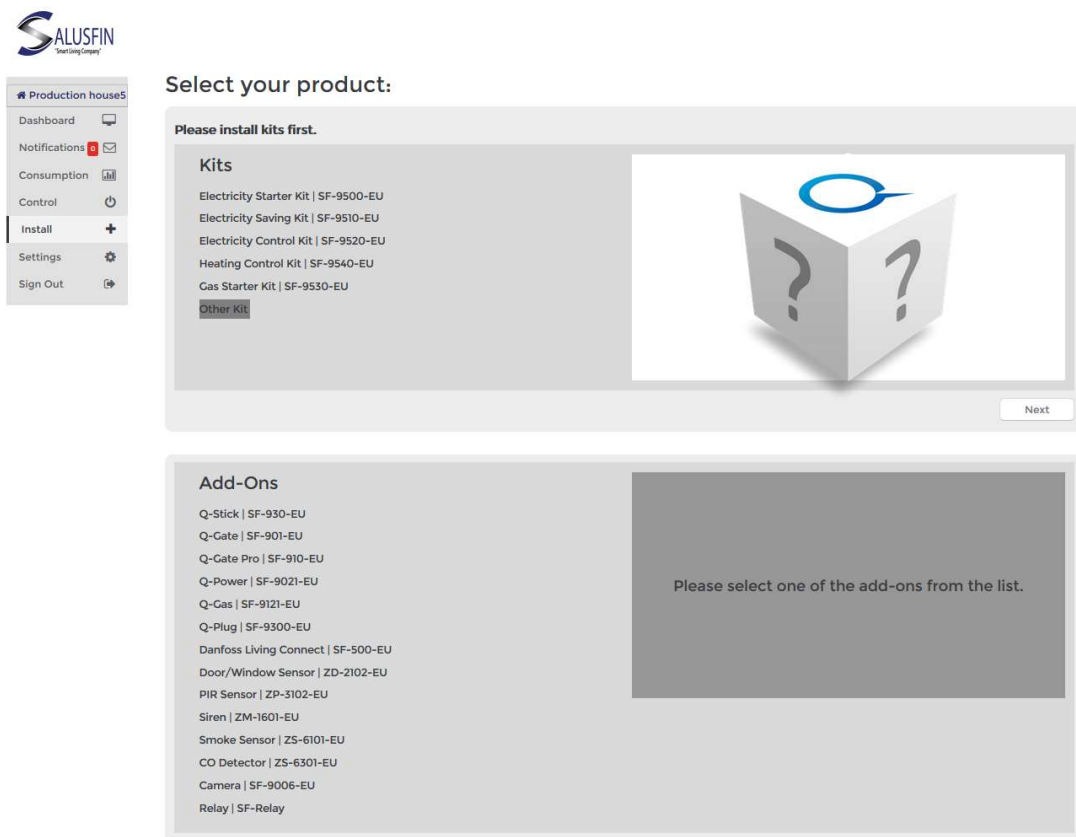 SALUSFIN
"Smart Living Company"
Production house5
Dashboard
Notifications 0
Consumption
Control
Install
Settings
Sign Out
Select your product:
Please install kits first.
Kits
Electricity Starter Kit | SF-9500-EU
Electricity Saving Kit | SF-9510-EU
Electricity Control Kit | SF-9520-EU
Heating Control Kit | SF-9540-EU
Gas Starter Kit | SF-9530-EU
Other Kit
? ?
Next
Add-Ons
Q-Stick | SF-930-EU
Q-Gate | SF-901-EU
Q-Gate Pro | SF-910-EU
Q-Power | SF-9021-EU
Q-Gas | SF-9121-EU
Q-Plug | SF-9300-EU
Danfoss Living Connect | SF-500-EU
Door/Window Sensor | ZD-2102-EU
PIR Sensor | ZP-3102-EU
Siren | ZM-1601-EU
Smoke Sensor | ZS-6101-EU
CO Detector | ZS-6301-EU
Camera | SF-9006-EU
Relay | SF-Relay
Please select one of the add-ons from the list.